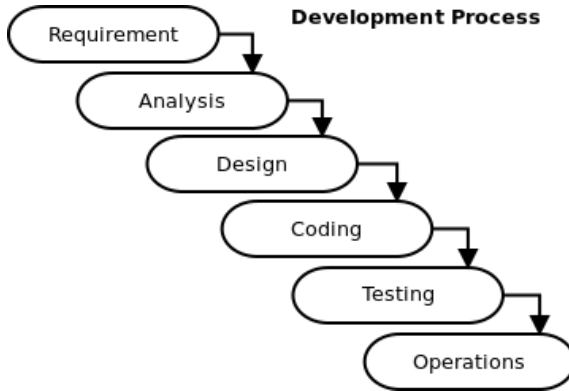 Development Process
Requirement
Analysis
Design
Coding
Testing
Operations